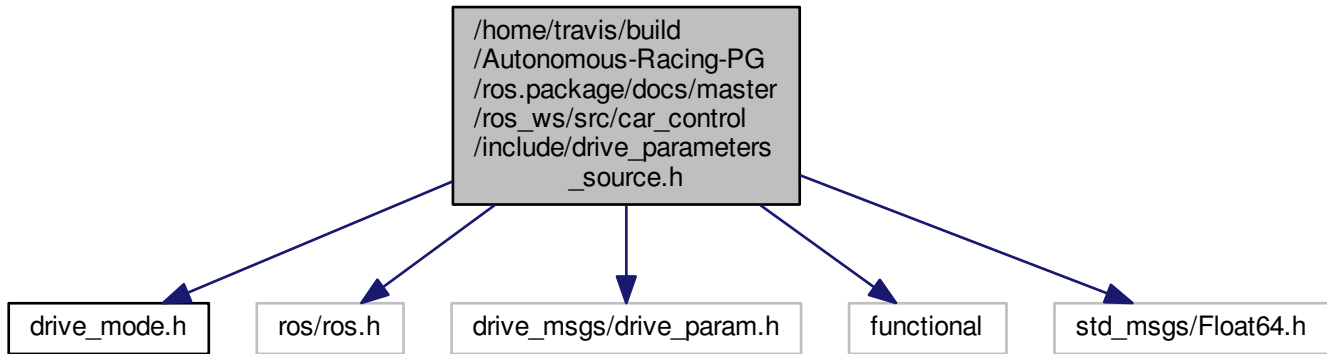 /home/travis/build
/Autonomous-Racing-PG
/ros.package/docs/master
/ros_ws/src/car_control
/include/drive_parameters
_source.h
drive_mode.h
ros/ros.h
drive_msgs/drive_param.h
functional
std_msgs/Float64.h